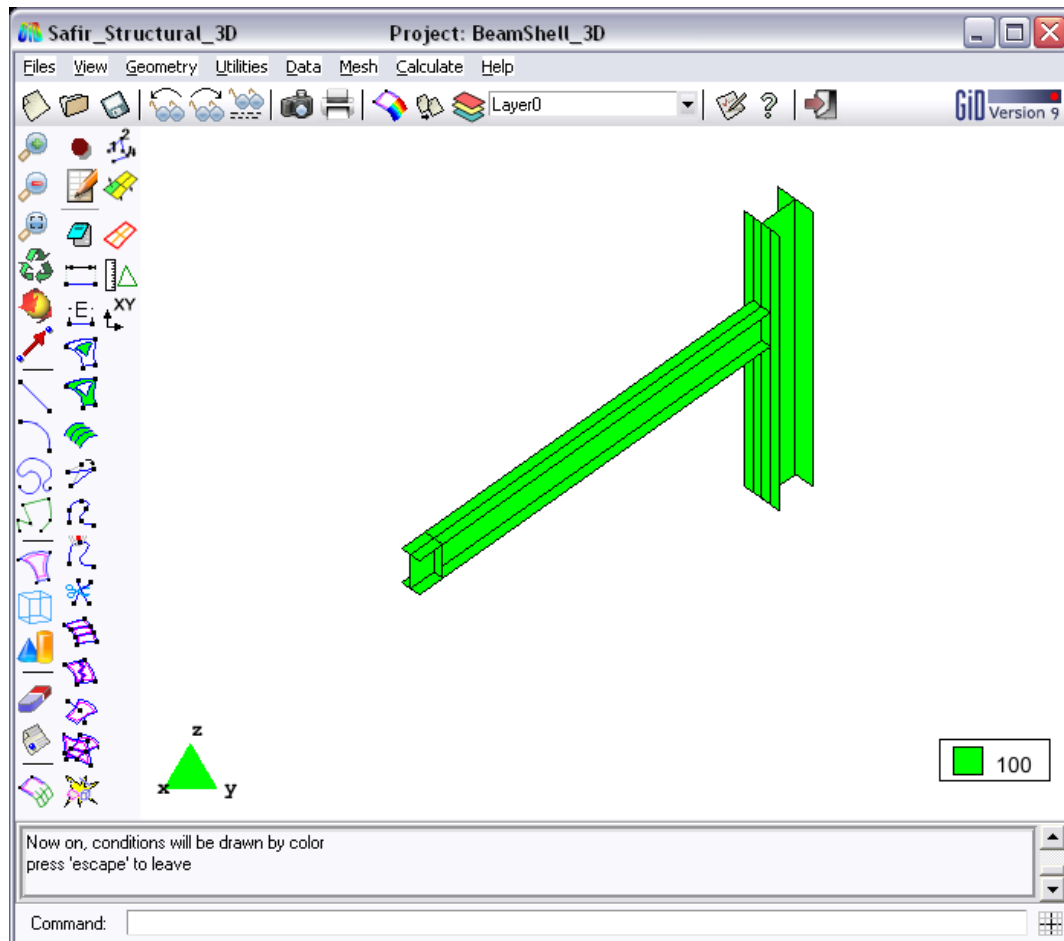 Safir_Structural_3D Project: BeamShell_3D
Files View Geometry Utilities Data Mesh Calculate Help
Layer0
GiD Version 9
E
XY
z
x y
100
Now on, conditions will be drawn by color
press 'escape' to leave
Command: